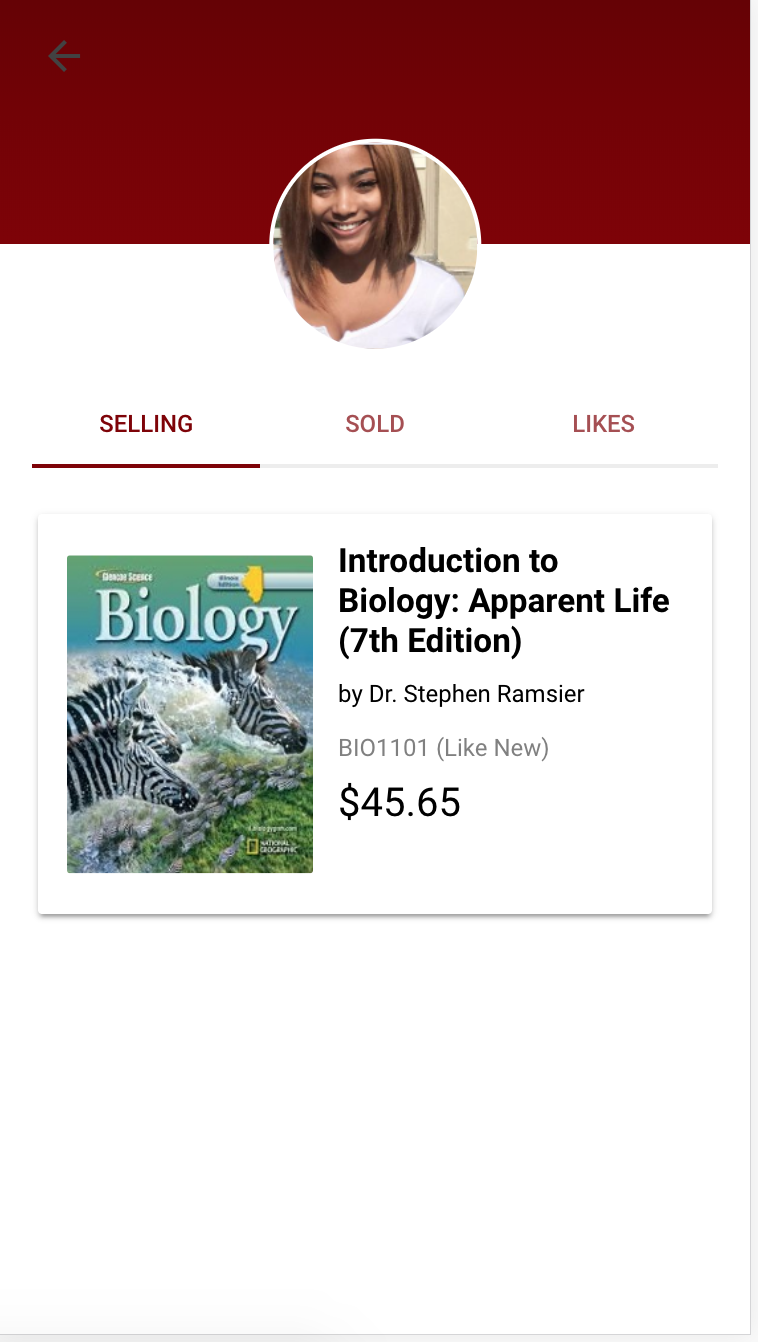 SELLING
SOLD
LIKES
Glencoe Science
Illinois
Edition
Biology
NATIONAL
GEOGRAPHIC
Introduction to
Biology: Apparent Life
(7th Edition)
by Dr. Stephen Ramsier
BIO1101 (Like New)
$45.65